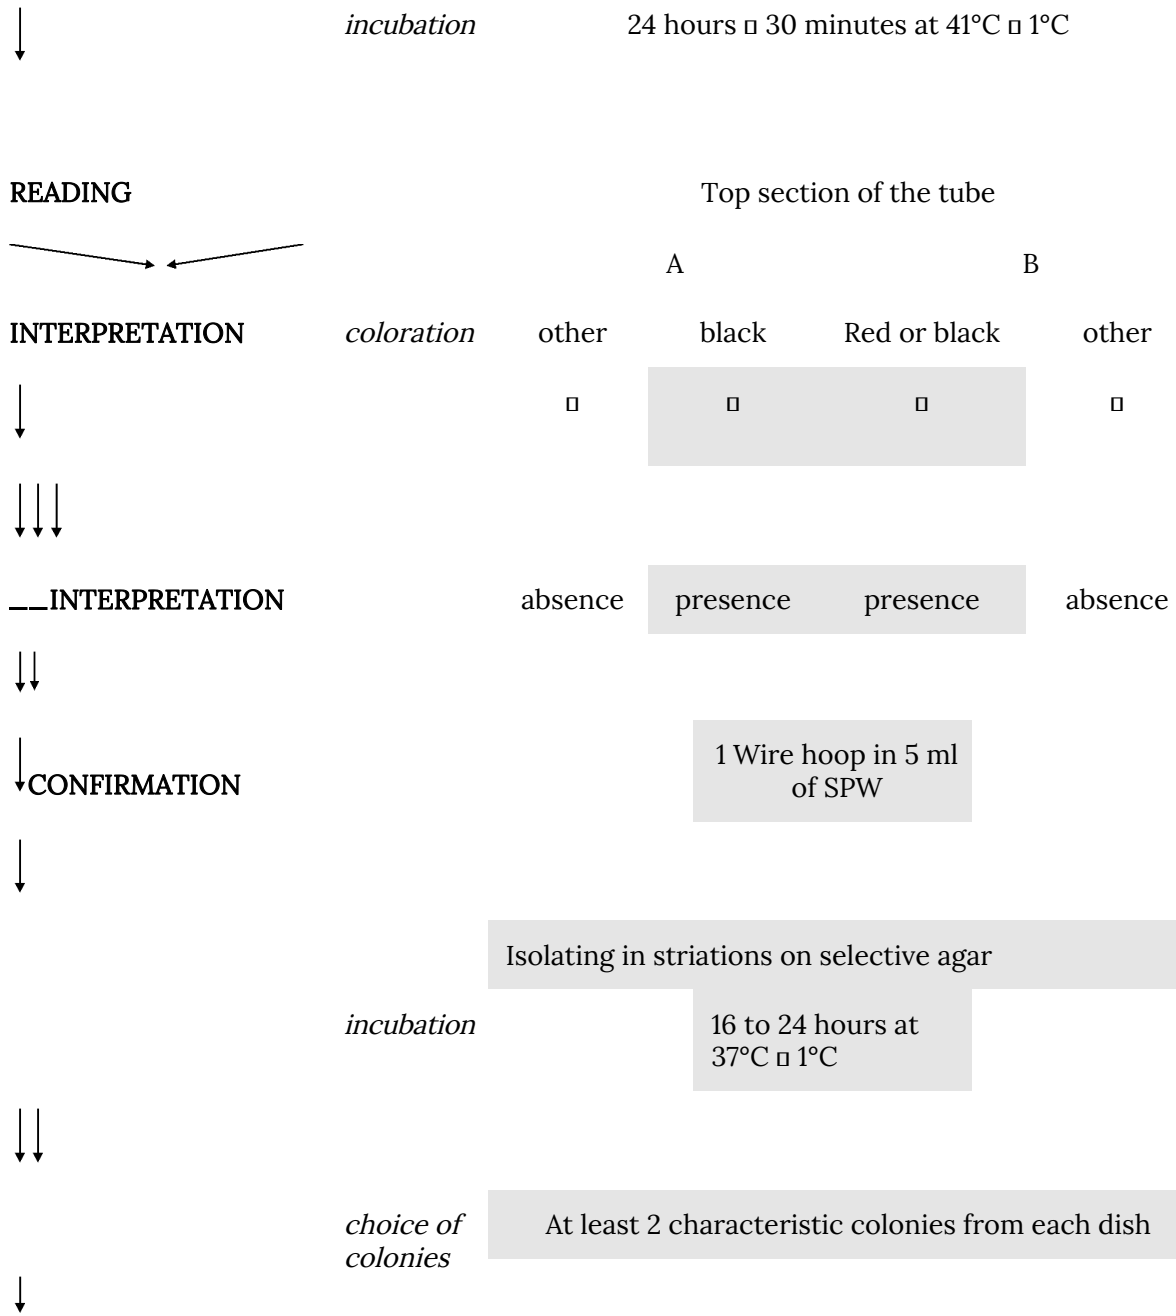 incubation 24 hours ▯ 30 minutes at 41°C ▯ 1°C
READING Top section of the tube
A B
INTERPRETATION coloration other black Red or black other
▯ ▯ ▯ ▯
__INTERPRETATION absence presence presence absence
1 Wire hoop in 5 ml
CONFIRMATION of SPW
Isolating in striations on selective agar
incubation 16 to 24 hours at
37°C ▯ 1°C
choice of At least 2 characteristic colonies from each dish
colonies